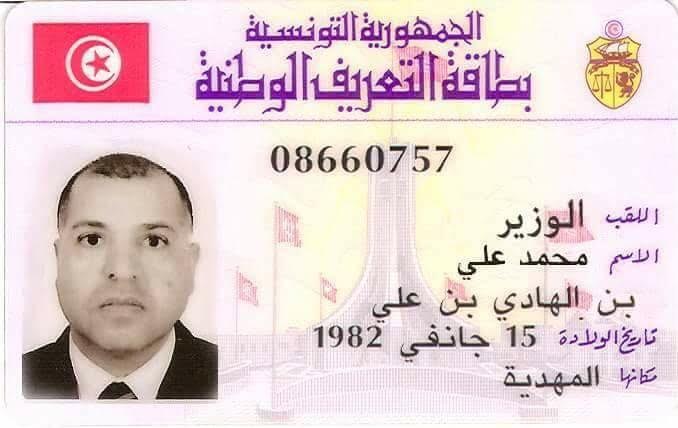 الجمهورية التونسية
بطاقة التعريف الوطنية
08660757
اللقب الوزير
الاسم محمد علي
بن الهادي بن علي
تاريخ الولادة 15 جانفي 1982
مكانها المهدية